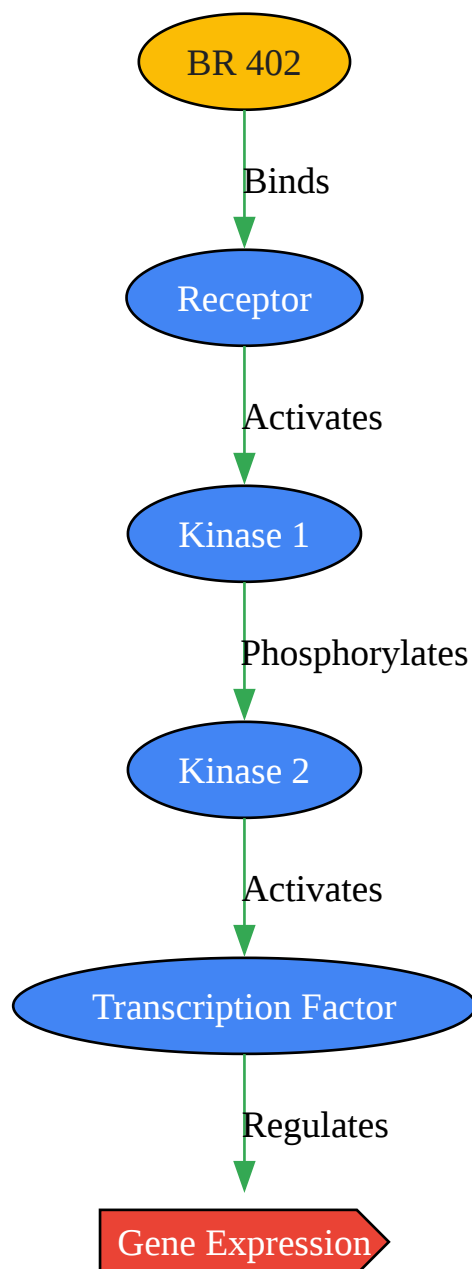 BR 402
Binds
Receptor
Activates
Kinase 1
Phosphorylates
Kinase 2
Activates
Transcription Factor
Regulates
Gene Expression